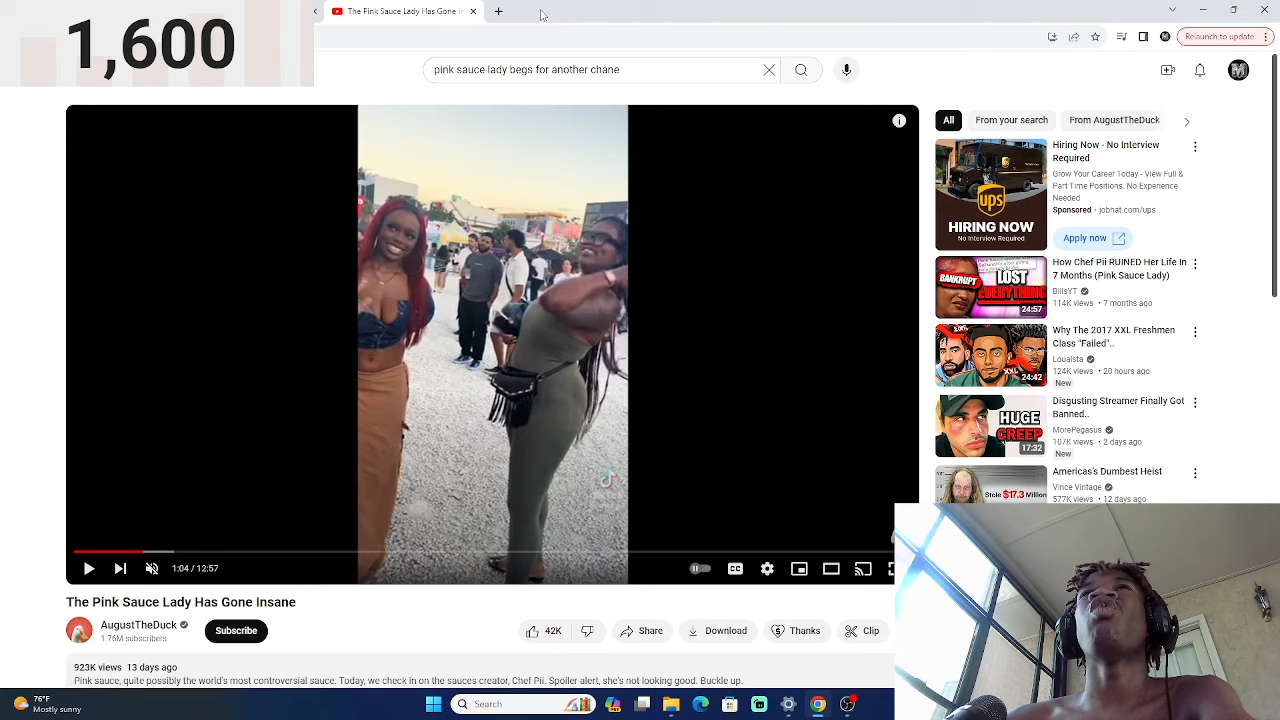 1,600
The Pink Sauce Lady Has Gone In
Relaunch to update
pink sauce lady begs for another chane
All
From your search
From AugustTheDuck
ups
HIRING NOW
No Interview Required
Hiring Now - No Interview
Required
Grow Your Career Today - View Full &
Part Time Positions. No Experience
Needed
Sponsored · jobhat.com/ups
Apply now
BANKRUPT
LOST
EVERYTHING
24:57
How Chef Pii RUINED Her Life In
7 Months (Pink Sauce Lady)
BillsYT
114K views · 7 months ago
XXL
24:42
Why The 2017 XXL Freshmen
Class "Failed"..
Louaista
124K views · 20 hours ago
New
HUGE
CREEP
17:32
Disgusting Streamer Finally Got
Banned..
MorePegasus
107K views · 2 days ago
New
Stole $17.3 Million
America's Dumbest Heist
Vince Vintage
577K views · 12 days ago
1:04 / 12:57
CC
The Pink Sauce Lady Has Gone Insane
AugustTheDuck
1.76M subscribers
Subscribe
42K
Share
Download
Thanks
Clip
923K views 13 days ago
Pink sauce, quite possibly the world's most controversial sauce. Today, we check in on the sauces creator, Chef Pii. Spoiler alert, she's not looking good. Buckle up.
76°F
Mostly sunny
Search